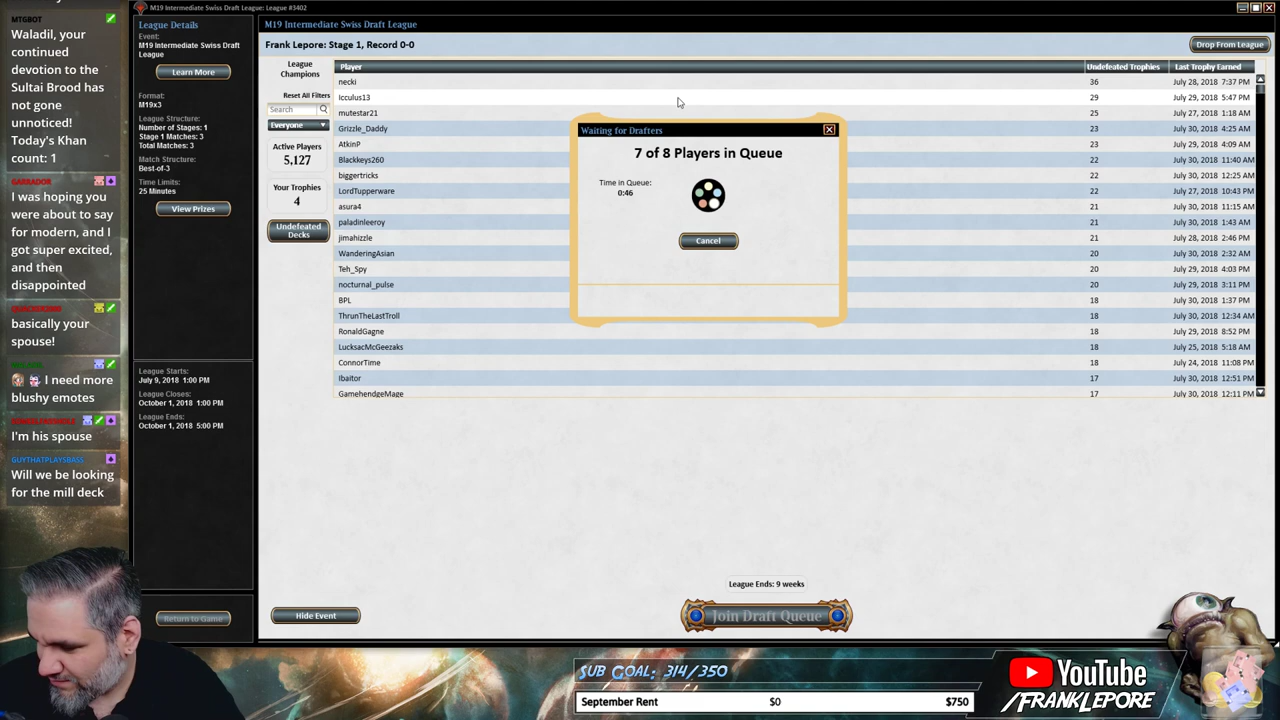 MTGBOT
Waladil, your
continued
devotion to the
Sultai Brood has
not gone
unnoticed!
Today's Khan
count: 1
GARRADOR
I was hoping you
were about to say
for modern, and I
got super excited,
and then
disappointed
basically your
spouse!
I need more
blushy emotes
I'm his spouse
GUYTHATPLAYSBASS
Will we be looking
for the mill deck
M19 Intermediate Swiss Draft League: League #3402
League Details
Event:
M19 Intermediate Swiss Draft
League
Learn More
Format:
M19x3
League Structure:
Number of Stages: 1
Stage 1 Matches: 3
Total Matches: 3
Match Structure:
Best-of-3
Time Limits:
25 Minutes
View Prizes
League Starts:
July 9, 2018 1:00 PM
League Closes:
October 1, 2018 1:00 PM
League Ends:
October 1, 2018 5:00 PM
Return to Game
M19 Intermediate Swiss Draft League
Frank Lepore: Stage 1, Record 0-0
Drop From League
League
Champions
Reset All Filters
Search
Everyone
Active Players
5,127
Your Trophies
4
Undefeated
Decks
Player Undefeated Trophies Last Trophy Earned
necki 36 July 28, 2018 7:37 PM
Icculus13 29 July 29, 2018 5:47 PM
mutestar21 25 July 27, 2018 1:18 AM
Grizzle_Daddy 23 July 30, 2018 4:25 AM
AtkinP 23 July 29, 2018 4:09 AM
Blackkeys260 22 July 30, 2018 11:40 AM
biggertricks 22 July 30, 2018 12:25 AM
LordTupperware 22 July 27, 2018 10:43 PM
asura4 21 July 30, 2018 11:15 AM
paladinleeroy 21 July 30, 2018 1:43 AM
jimahizzle 21 July 28, 2018 2:46 PM
WanderingAsian 20 July 30, 2018 2:32 AM
Teh_Spy 20 July 29, 2018 4:03 PM
nocturnal_pulse 20 July 29, 2018 3:11 PM
BPL 18 July 30, 2018 1:37 PM
ThrunTheLastTroll 18 July 30, 2018 12:34 AM
RonaldGagne 18 July 29, 2018 8:52 PM
LucksacMcGeezaks 18 July 25, 2018 5:18 AM
ConnorTime 18 July 24, 2018 11:08 PM
Ibaitor 17 July 30, 2018 12:51 PM
GamehendgeMage 17 July 30, 2018 12:11 PM
Waiting for Drafters
7 of 8 Players in Queue
Time in Queue:
0:46
Cancel
League Ends: 9 weeks
Hide Event
Join Draft Queue
SUB GOAL: 314/350
September Rent $0 $750
YouTube
/FRANKLEPORE